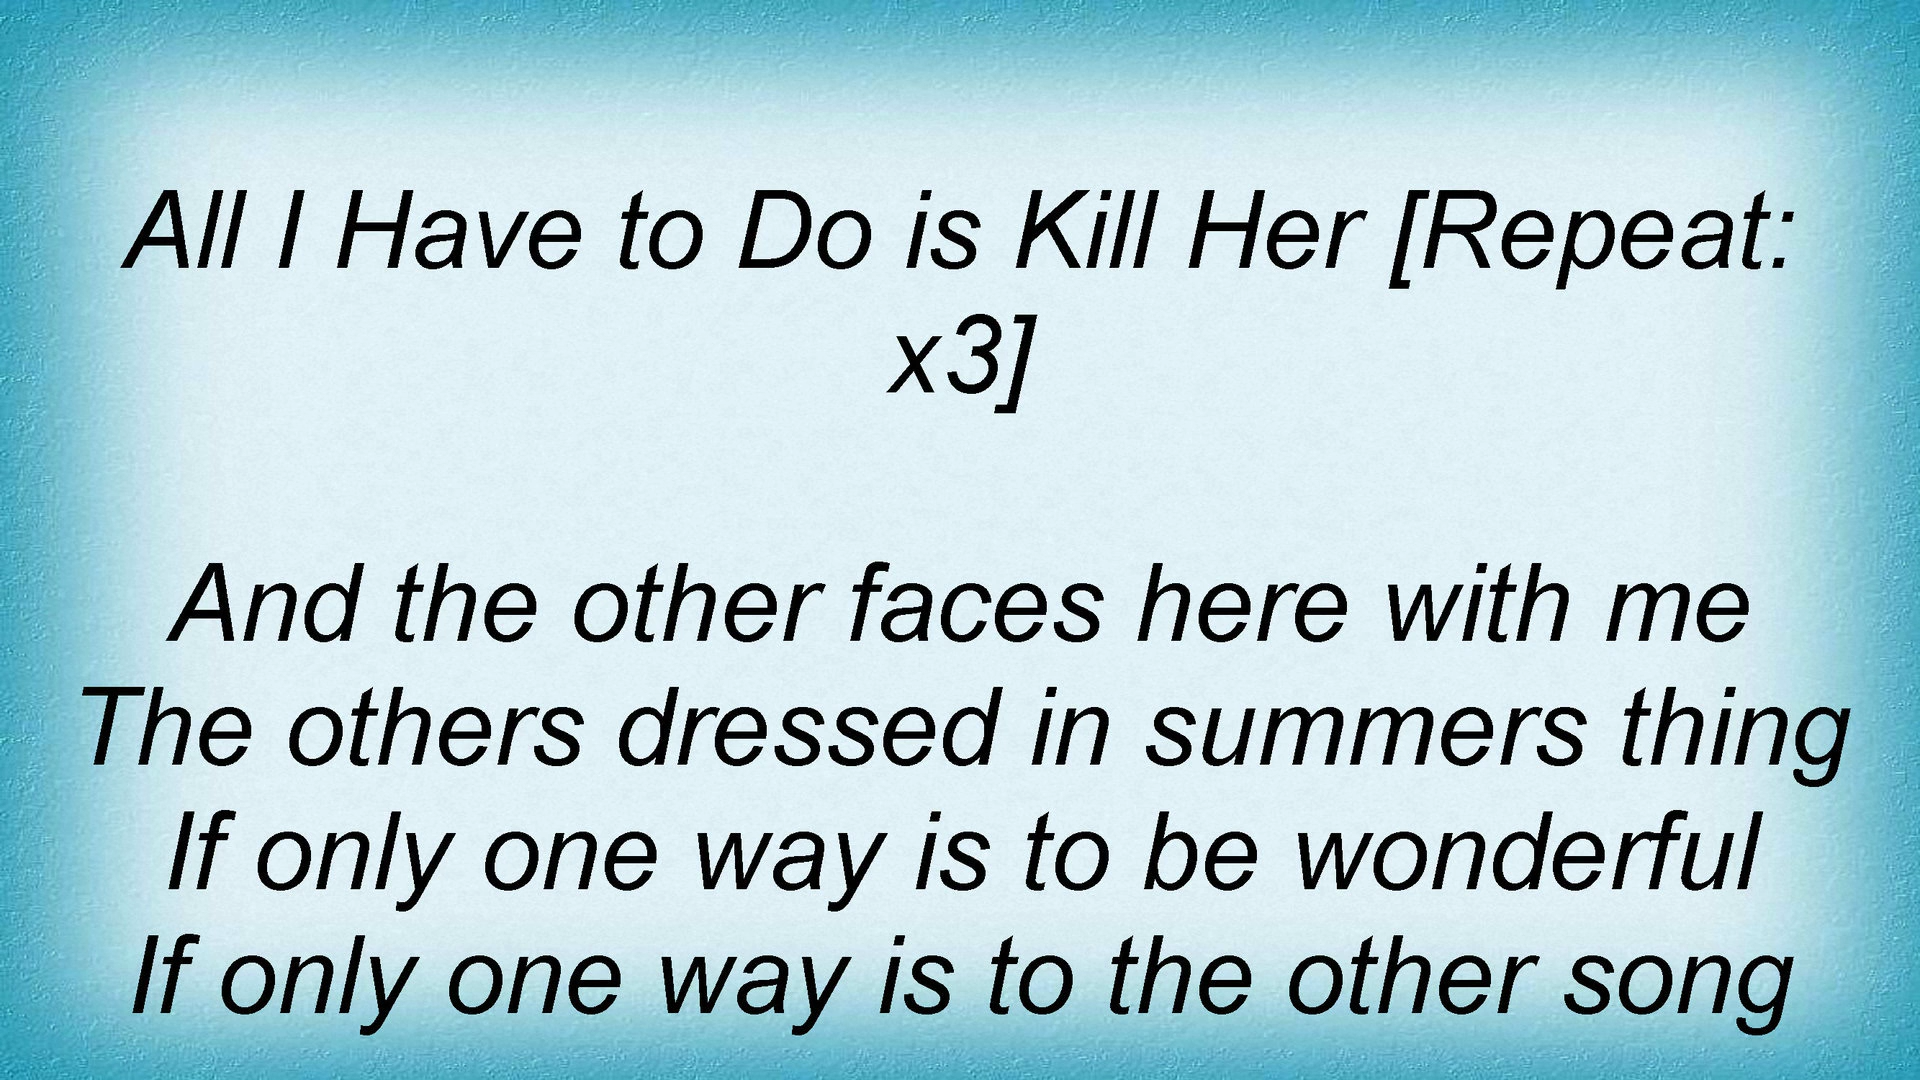 All I Have to Do is Kill Her [Repeat:
x3]
And the other faces here with me
The others dressed in summers thing
If only one way is to be wonderful
If only one way is to the other song